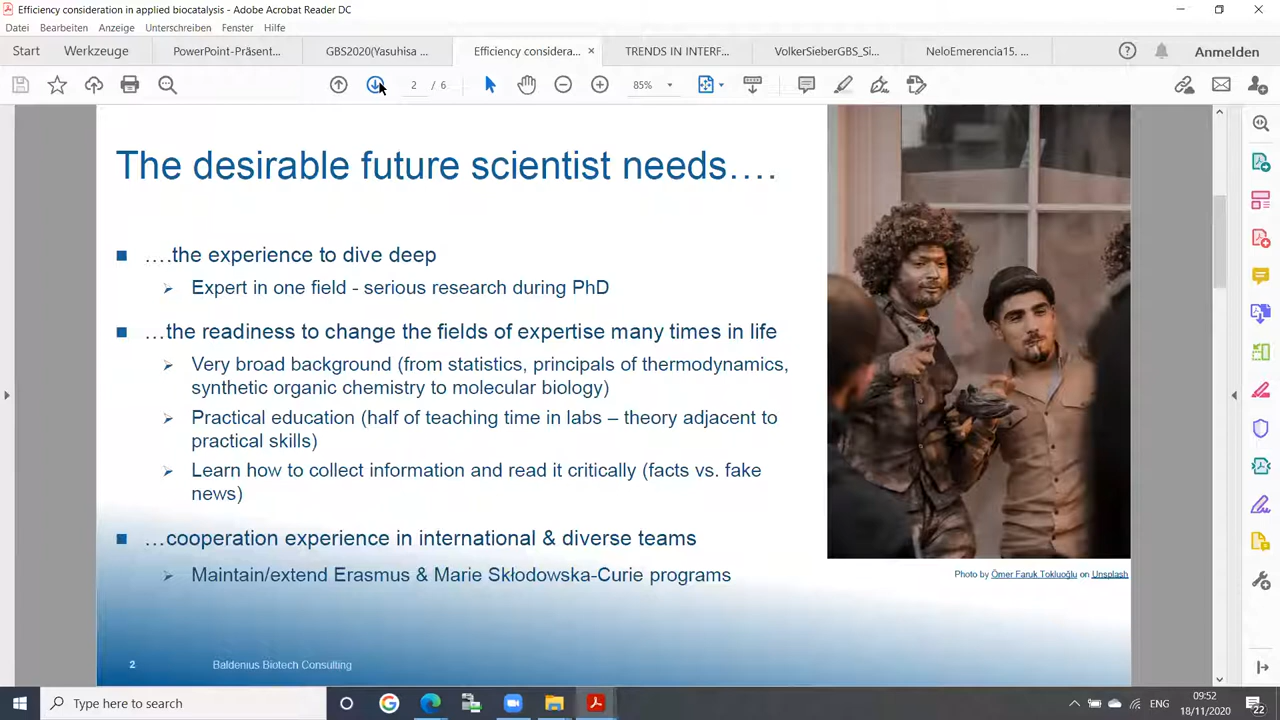 Efficiency consideration in applied biocatalysis - Adobe Acrobat Reader DC
Datei Bearbeiten Anzeige Unterschreiben Fenster Hilfe
Start Werkzeuge PowerPoint-Präsent... GBS2020(Yasuhisa ... Efficiency considera... × TRENDS IN INTERF... VolkerSieberGBS_Si... NeloEmerencia15. ... Anmelden
2 / 6 85%
The desirable future scientist needs….
….the experience to dive deep
Expert in one field - serious research during PhD
…the readiness to change the fields of expertise many times in life
Very broad background (from statistics, principals of thermodynamics,
synthetic organic chemistry to molecular biology)
Practical education (half of teaching time in labs – theory adjacent to
practical skills)
Learn how to collect information and read it critically (facts vs. fake
news)
…cooperation experience in international & diverse teams
Maintain/extend Erasmus & Marie Skłodowska-Curie programs
Photo by Ömer Faruk Tokluoğlu on Unsplash
2 Baldenius Biotech Consulting
Type here to search
ENG
09:52
18/11/2020
22